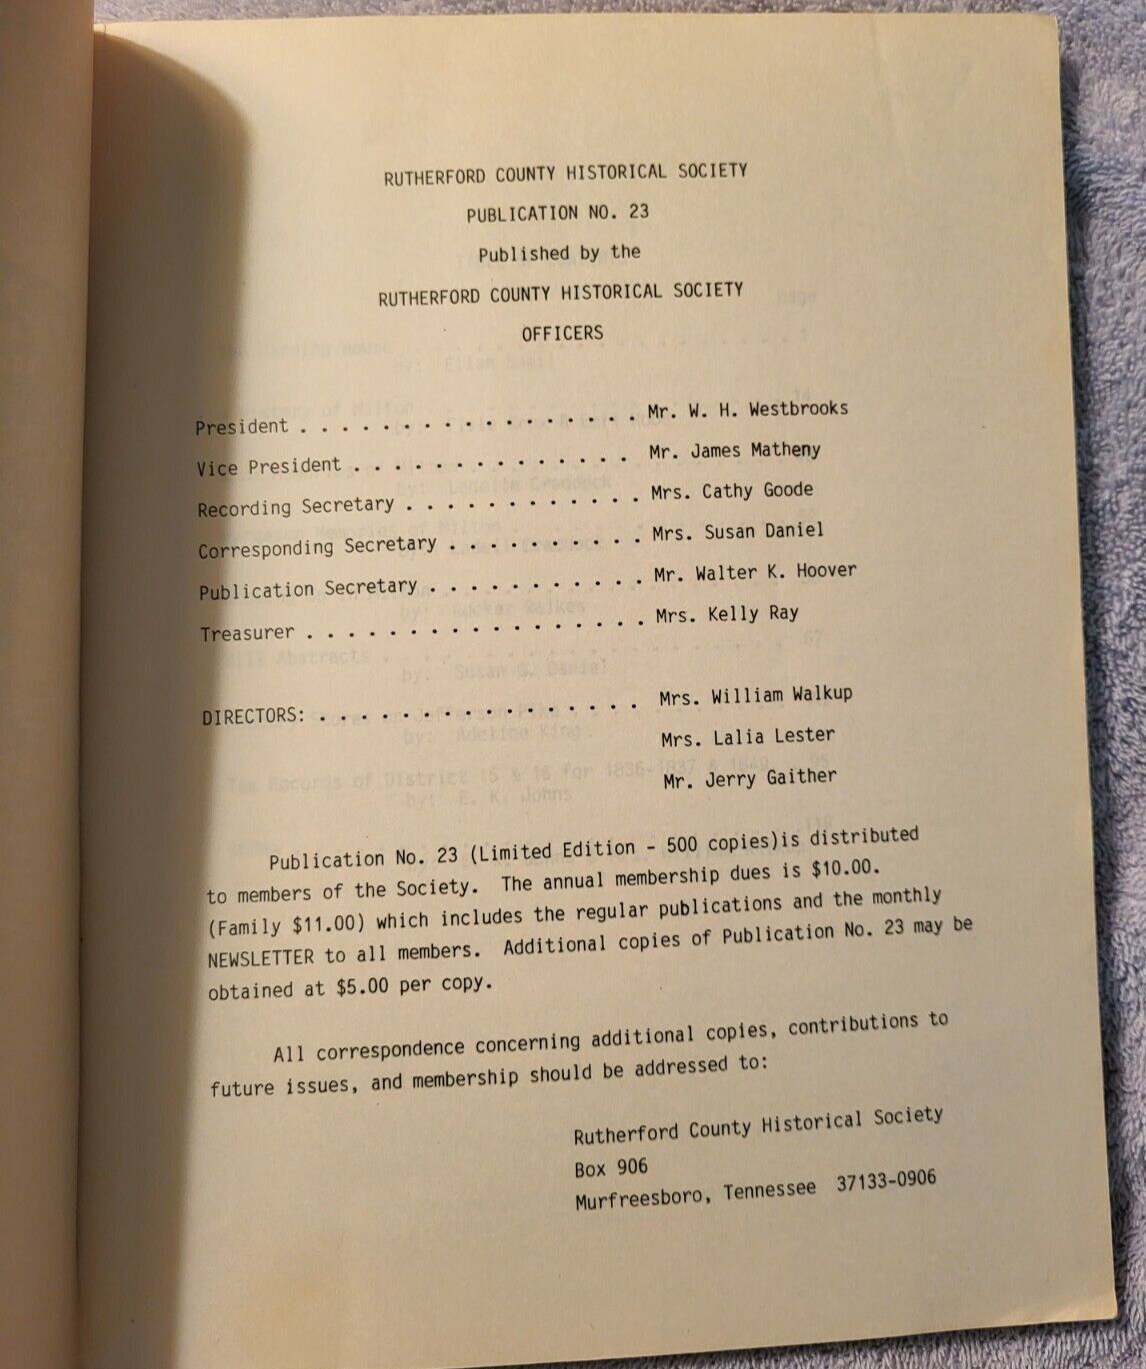 RUTHERFORD COUNTY HISTORICAL SOCIETY
PUBLICATION NO. 23
Published by the
RUTHERFORD COUNTY HISTORICAL SOCIETY
OFFICERS
President . . . . . . . . . . . . . . . . . Mr. W. H. Westbrooks
Vice President . . . . . . . . . . . . . . Mr. James Matheny
Recording Secretary . . . . . . . . . . . . Mrs. Cathy Goode
Corresponding Secretary . . . . . . . . . . Mrs. Susan Daniel
Publication Secretary . . . . . . . . . . . Mr. Walter K. Hoover
Treasurer . . . . . . . . . . . . . . . . . Mrs. Kelly Ray
DIRECTORS: . . . . . . . . . . . . . . . . Mrs. William Walkup
Mrs. Lalia Lester
Mr. Jerry Gaither
Publication No. 23 (Limited Edition - 500 copies)is distributed
to members of the Society. The annual membership dues is $10.00.
(Family $11.00) which includes the regular publications and the monthly
NEWSLETTER to all members. Additional copies of Publication No. 23 may be
obtained at $5.00 per copy.
All correspondence concerning additional copies, contributions to
future issues, and membership should be addressed to:
Rutherford County Historical Society
Box 906
Murfreesboro, Tennessee 37133-0906